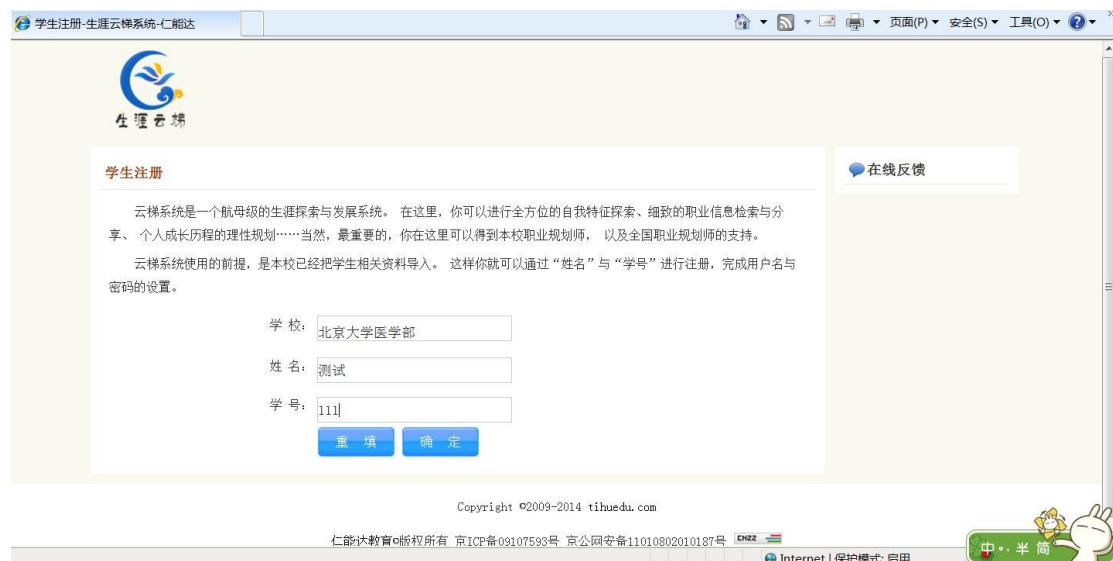 学生注册-生涯云梯系统-仁能达
页面(P) 安全(S) 工具(O)
生涯云梯
学生注册
在线反馈
云梯系统是一个航母级的生涯探索与发展系统。 在这里，你可以进行全方位的自我特征探索、细致的职业信息检索与分
享、 个人成长历程的理性规划……当然，最重要的，你在这里可以得到本校职业规划师， 以及全国职业规划师的支持。
云梯系统使用的前提，是本校已经把学生相关资料导入。 这样你就可以通过“姓名”与“学号”进行注册，完成用户名与
密码的设置。
学 校： 北京大学医学部
姓 名： 测试
学 号： 111
重 填 确 定
Copyright ©2009-2014 tihuedu.com
仁能达教育©版权所有 京ICP备09107593号 京公网安备11010802010187号 CNZZ
Internet | 保护模式: 启用
中 半 简